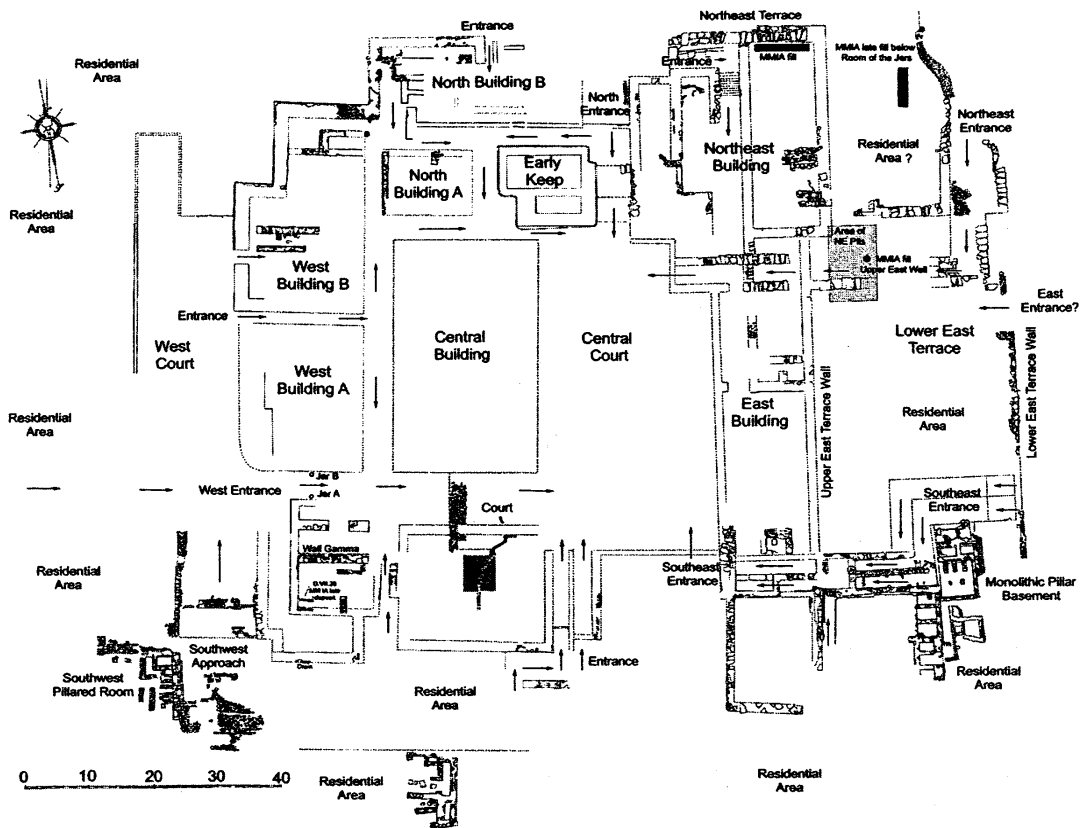 Northeast Terrace
Entrance
MMIA late fill below
Room of the Jars
Residential
Area
Entrance
MMIA fill
North Building B
North
Entrance
Northeast
Entrance
Early
Keep
Northeast
Building
Residential
Area ?
North
Building A
Residential
Area
Area of
NE Pits
MMIA fill
Upper East Wall
West
Building B
East
Entrance?
Entrance
West
Court
Central
Building
Central
Court
Lower East
Terrace
West
Building A
East
Building
Upper East Terrace Wall
Lower East Terrace Wall
Residential
Area
Residential
Area
Jar B
West Entrance
Jar A
Southeast
Entrance
Court
Wall Gamma
Residential
Area
Southeast
Entrance
Monolithic Pillar
Basement
Southwest
Approach
Southwest
Pillared Room
Entrance
Residential
Area
Residential
Area
0 10 20 30 40
Residential
Area
Residential
Area